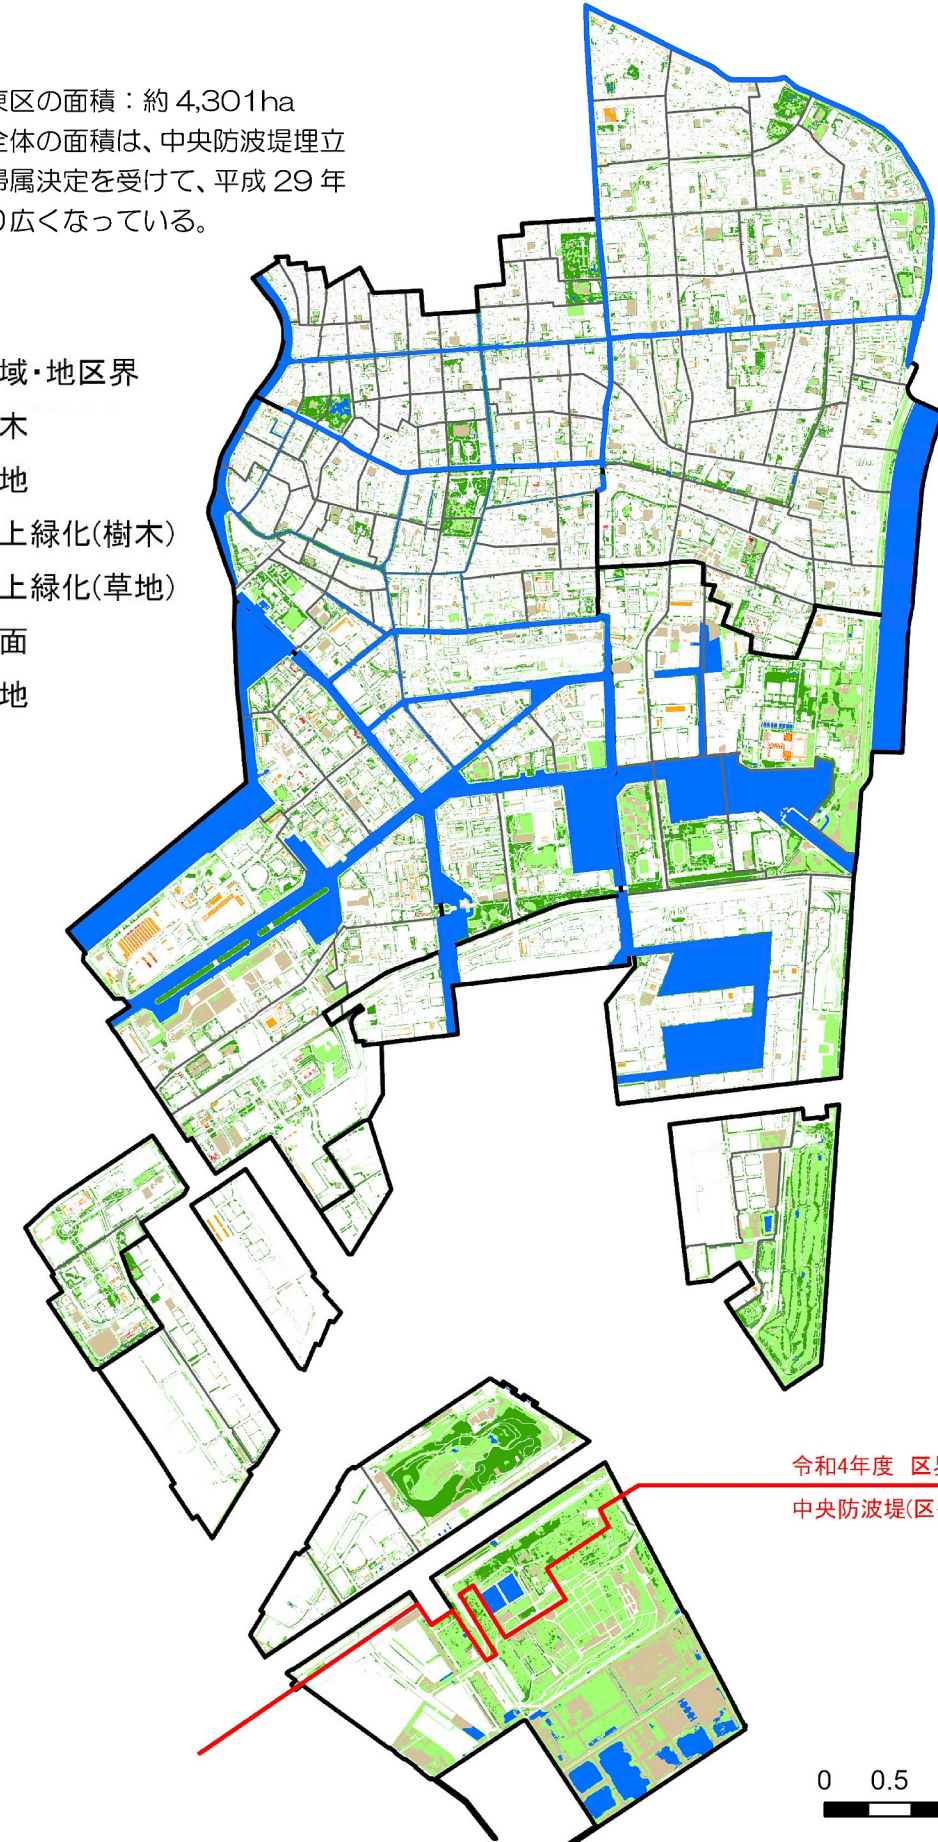 東区の面積：約 4,301ha
全体の面積は、中央防波堤埋立
帰属決定を受けて、平成 29 年
り広くなっている。
域・地区界
木
地
上緑化(樹木)
上緑化(草地)
面
地
令和4年度 区界
中央防波堤(区
0 0.5